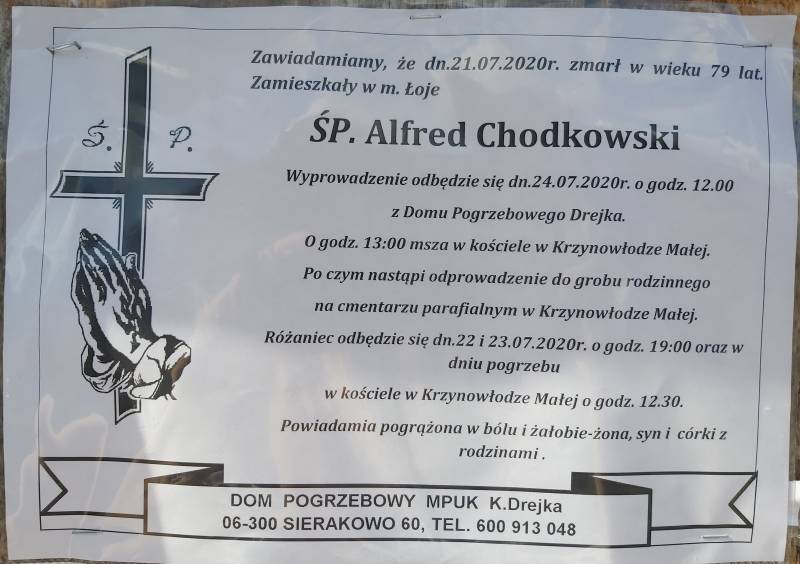 Zawiadamiamy, że dn.21.07.2020r. zmarł w wieku 79 lat.
Zamieszkały w m. Łoje
Ś. P.
ŚP. Alfred Chodkowski
Wyprowadzenie odbędzie się dn.24.07.2020r. o godz. 12.00
z Domu Pogrzebowego Drejka.
O godz. 13:00 msza w kościele w Krzynowłodze Małej.
Po czym nastąpi odprowadzenie do grobu rodzinnego
na cmentarzu parafialnym w Krzynowłodze Małej.
Różaniec odbędzie się dn.22 i 23.07.2020r. o godz. 19:00 oraz w
dniu pogrzebu
w kościele w Krzynowłodze Małej o godz. 12.30.
Powiadamia pogrążona w bólu i żałobie-żona, syn i córki z
rodzinami .
DOM POGRZEBOWY MPUK K.Drejka
06-300 SIERAKOWO 60, TEL. 600 913 048